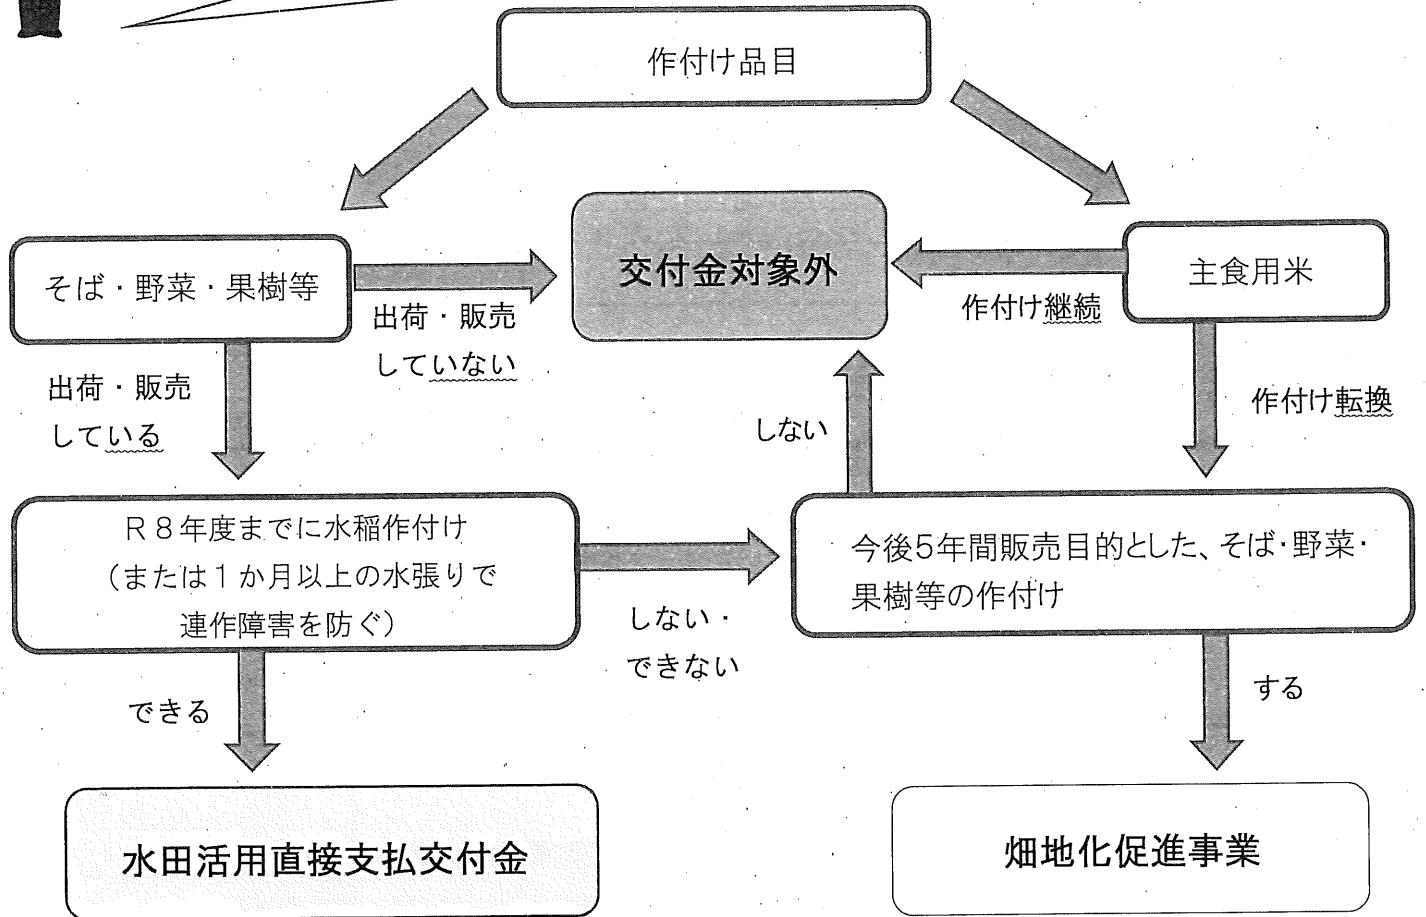 作付け品目
交付金対象外
そば・野菜・果樹等
主食用米
出荷・販売
していない
作付け継続
出荷・販売
している
しない
作付け転換
R8年度までに水稲作付け
(または1か月以上の水張りで
連作障害を防ぐ)
今後5年間販売目的とした、そば・野菜・
果樹等の作付け
しない・
できない
できる
する
水田活用直接支払交付金
畑地化促進事業